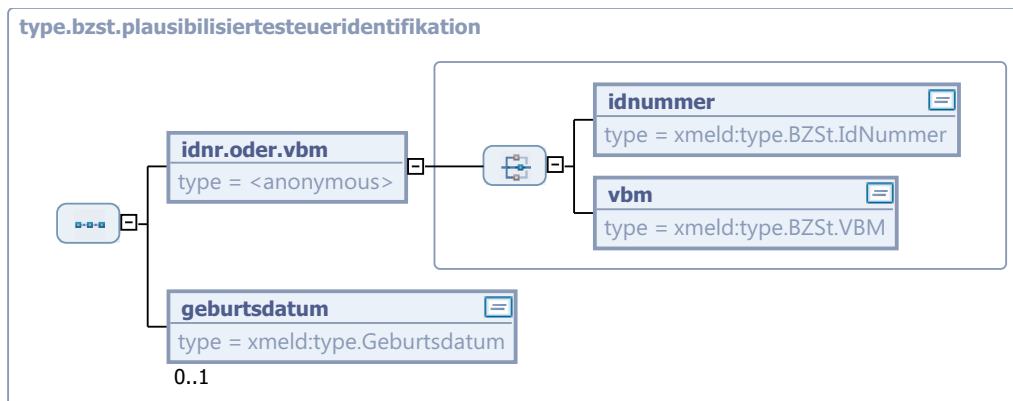 type.bzst.plausibilisiertesteueridentifikation
idnr.oder.vbm
type = <anonymous>
idnummer
type = xmeld:type.BZSt.IdNummer
vbm
type = xmeld:type.BZSt.VBM
geburtsdatum
type = xmeld:type.Geburtsdatum
0..1